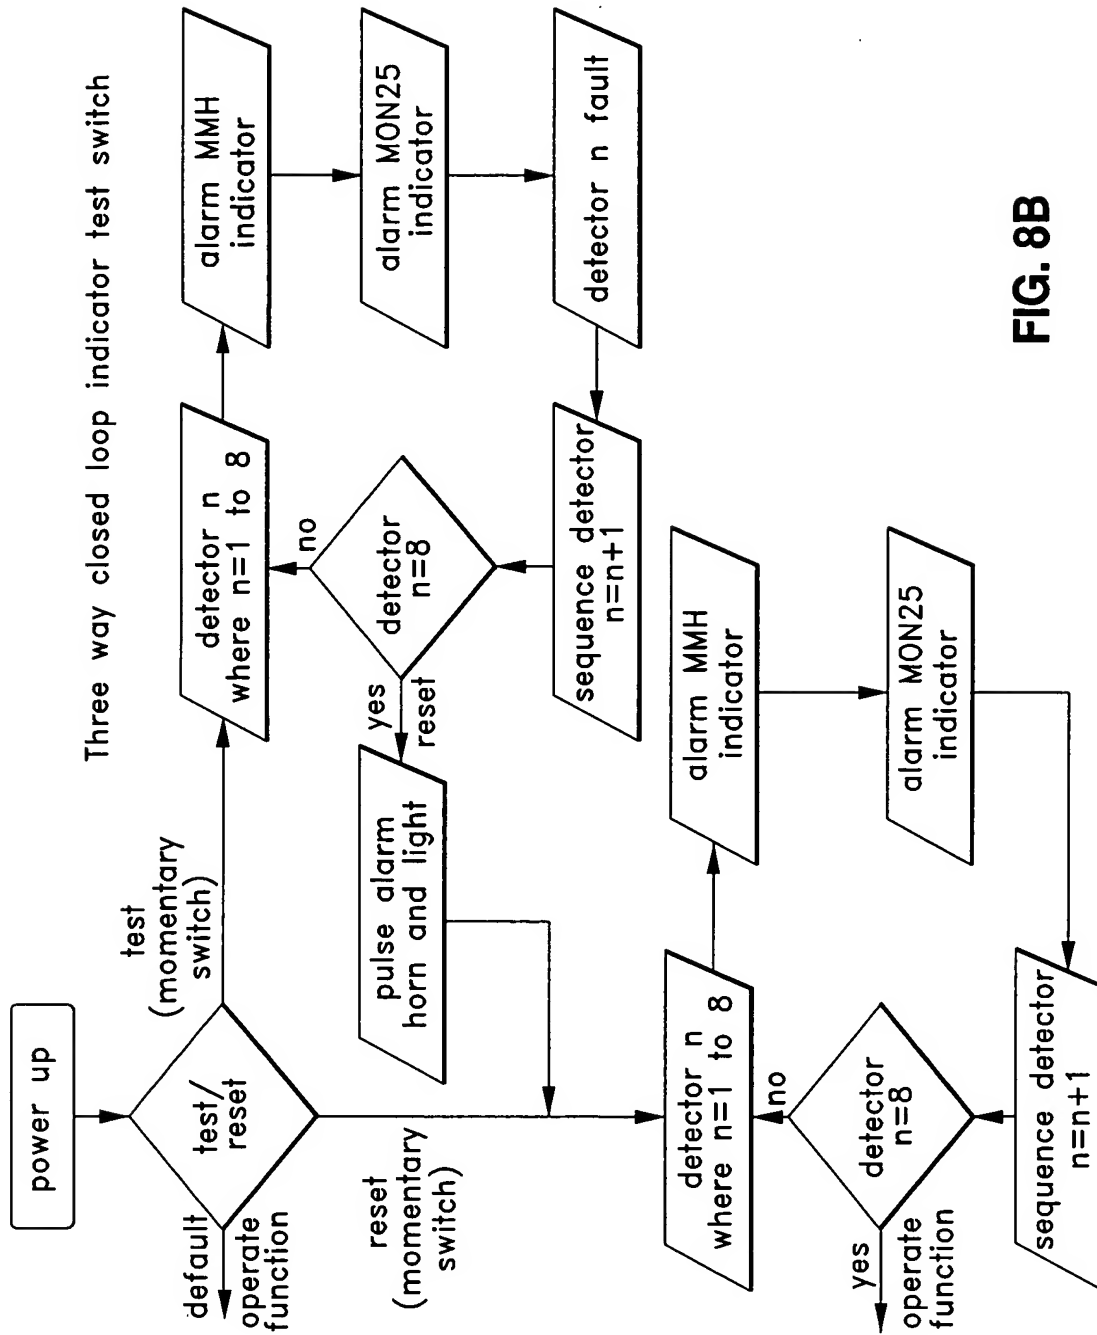 Three way closed loop indicator test switch
power up
test/
reset
default
operate
function
test
(momentary
switch)
reset
(momentary
switch)
detector n
where n=1 to 8
alarm MMH
indicator
alarm MON25
indicator
detector n fault
sequence detector
n=n+1
detector
n=8
no
yes
reset
pulse alarm
horn and light
detector n
where n=1 to 8
alarm MMH
indicator
alarm MON25
indicator
sequence detector
n=n+1
detector
n=8
no
yes
operate
function
FIG. 8B